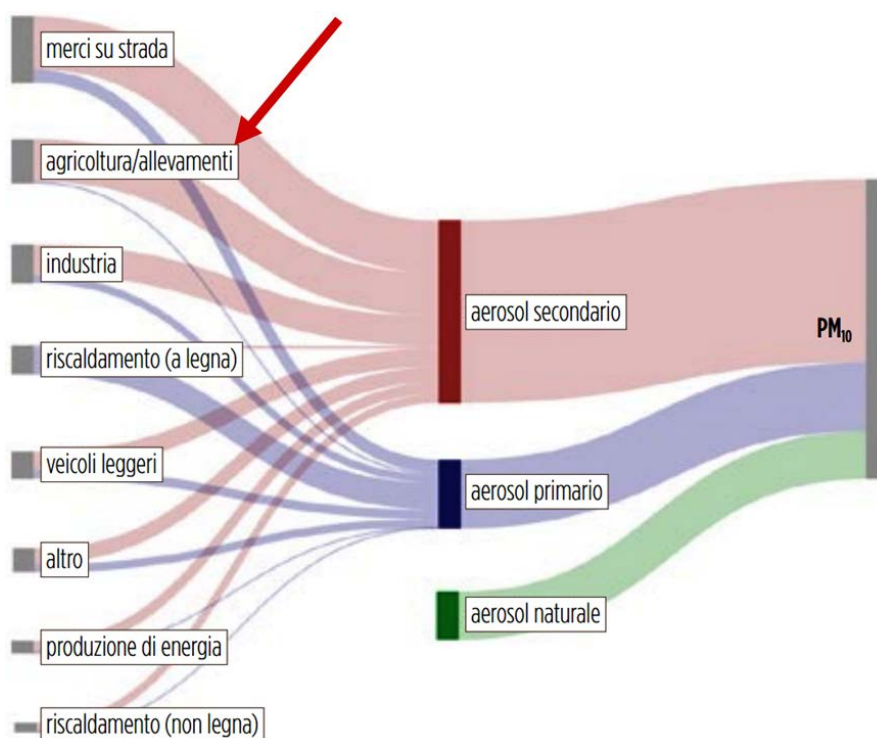 merci su strada
agricoltura/allevamenti
industria
riscaldamento (a legna)
veicoli leggeri
altro
produzione di energia
riscaldamento (non legna)
aerosol secondario
aerosol primario
aerosol naturale
PM₁₀